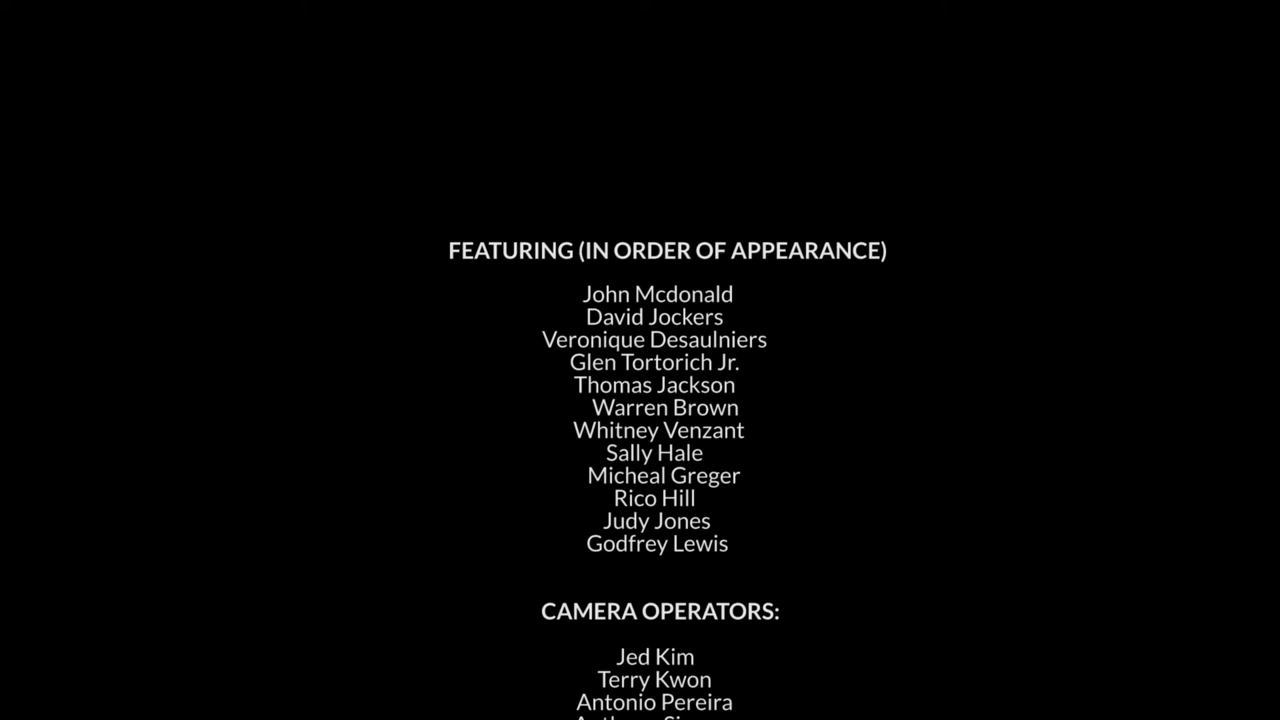 FEATURING (IN ORDER OF APPEARANCE)
John Mcdonald
David Jockers
Veronique Desaulniers
Glen Tortorich Jr.
Thomas Jackson
Warren Brown
Whitney Venzant
Sally Hale
Micheal Greger
Rico Hill
Judy Jones
Godfrey Lewis
CAMERA OPERATORS:
Jed Kim
Terry Kwon
Antonio Pereira